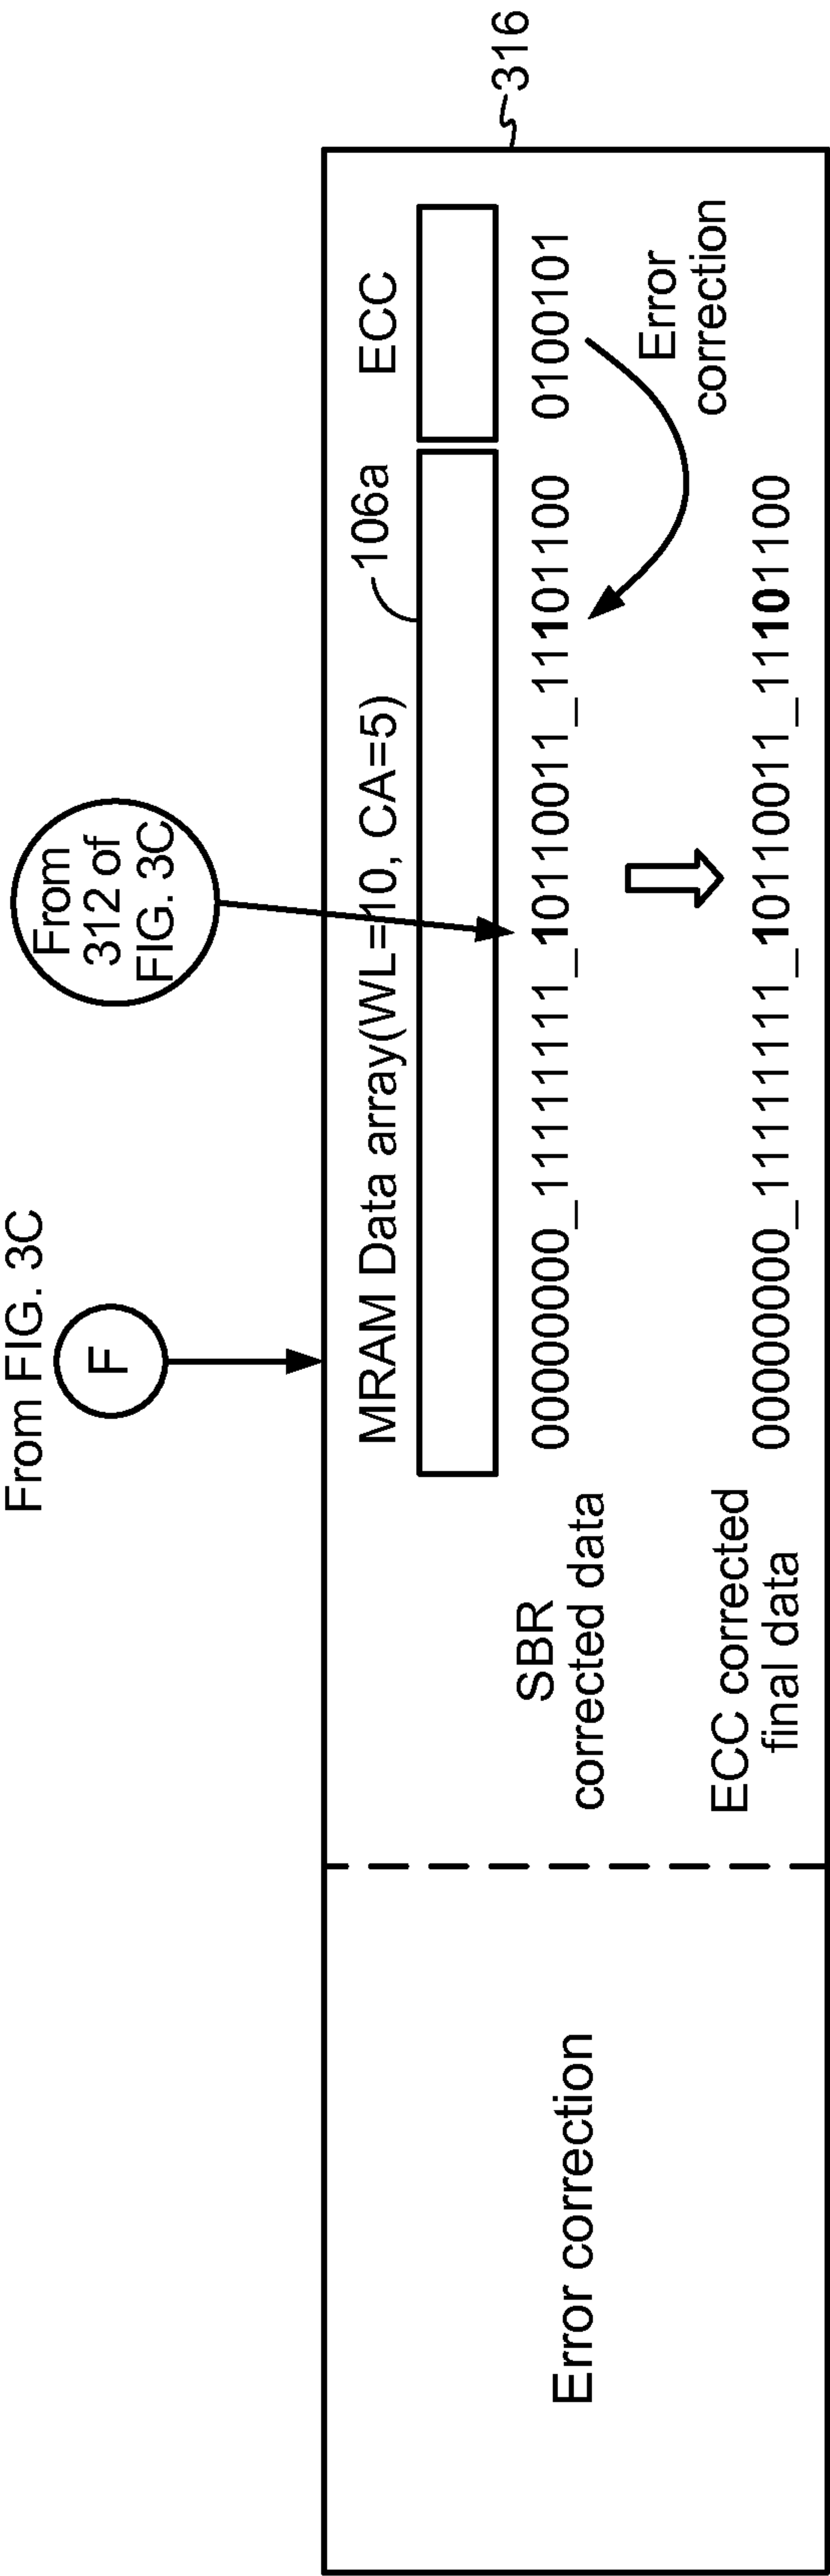 From FIG. 3C
F
From
312 of
FIG. 3C
316
Error correction
MRAM Data array(WL=10, CA=5)
106a
ECC
SBR
corrected data
00000000_11111111_10110011_11101100
0100101
Error
correction
ECC corrected
final data
00000000_11111111_10110011_11101100